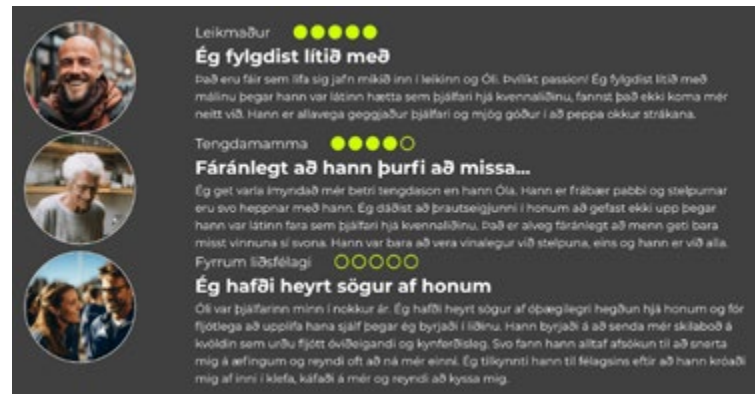 Leikmaður
Ég fylgdist lítið með
Það eru fáir sem lifa sig jafn mikið inn í leikinn og Óli. Þvílíkt passion! Ég fylgdist lítið með
málinu þegar hann var látinn hætta sem þjálfari hjá kvennaliðinu, fannst það ekki koma mér
neitt við. Hann er allavega geggjaður þjálfari og mjög góður í að peppa okkur strákana.
Tengdamamma
Fáránlegt að hann þurfi að missa...
Ég get varla ímyndað mér betri tengdason en hann Óla. Hann er frábær pabbi og stelpurnar
eru svo heppnar með hann. Ég dáðist að þrautseigjunni í honum að gefast ekki upp þegar
hann var látinn fara sem þjálfari hjá kvennaliðinu. Það er alveg fáránlegt að menn geti bara
misst vinnuna sí svona. Hann var bara að vera vinalegur við stelpuna, eins og hann er við alla.
Fyrrum liðsfélagi
Ég hafði heyrt sögur af honum
Óli var þjálfarinn minn í nokkur ár. Ég hafði heyrt sögur af óþægilegri hegðun hjá honum og fór
fljótlega að upplifa hana sjálf þegar ég byrjaði í liðinu. Hann byrjaði á að senda mér skilaboð á
kvöldin sem urðu fljótt óviðeigandi og kynferðisleg. Svo fann hann alltaf afsökun til að snerta
mig á æfingum og reyndi oft að ná mér einni. Ég tilkynnti hann til félagsins eftir að hann króaði
mig af inni í klefa, káfaði á mér og reyndi að kyssa mig.